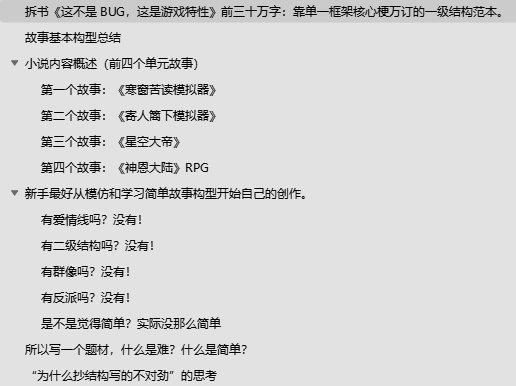 拆书《这不是 BUG，这是游戏特性》前三十万字：靠单一框架核心梗万订的一级结构范本。
故事基本构型总结
小说内容概述（前四个单元故事）
第一个故事：《寒窗苦读模拟器》
第二个故事：《寄人篱下模拟器》
第三个故事：《星空大帝》
第四个故事：《神恩大陆》RPG
新手最好从模仿和学习简单故事构型开始自己的创作。
有爱情线吗？没有！
有二级结构吗？没有！
有群像吗？没有！
有反派吗？没有！
是不是觉得简单？实际没那么简单
所以写一个题材，什么是难？什么是简单？
“为什么抄结构写的不对劲”的思考